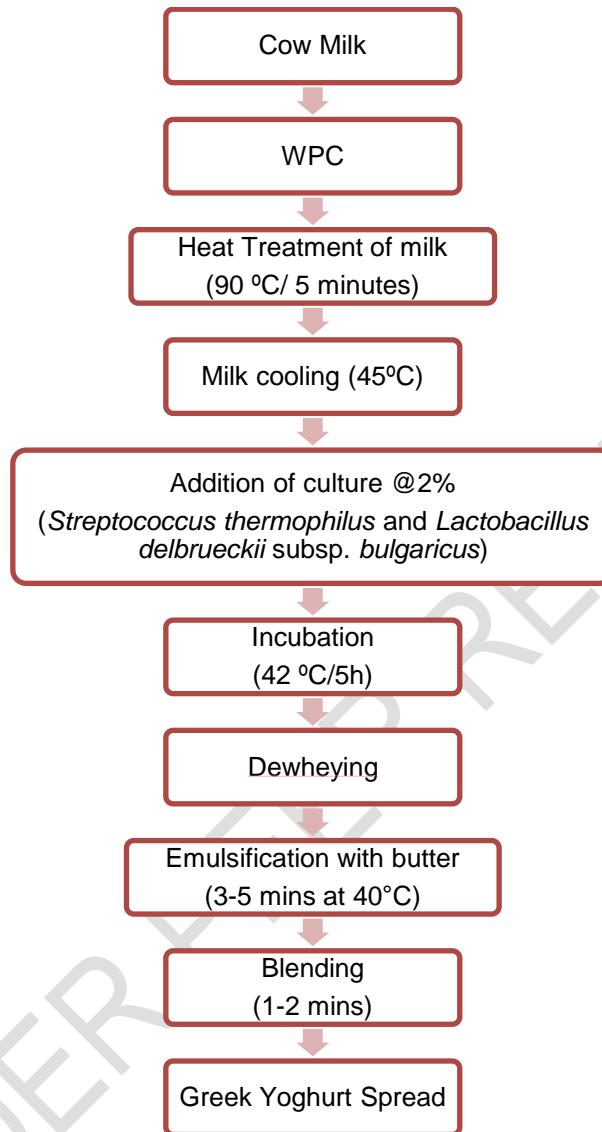 Cow Milk
WPC
Heat Treatment of milk
(90 ºC/ 5 minutes)
Milk cooling (45ºC)
Addition of culture @2%
(Streptococcus thermophilus and Lactobacillus
delbrueckii subsp. bulgaricus)
Incubation
(42 ºC/5h)
Dewheying
Emulsification with butter
(3-5 mins at 40°C)
Blending
(1-2 mins)
Greek Yoghurt Spread